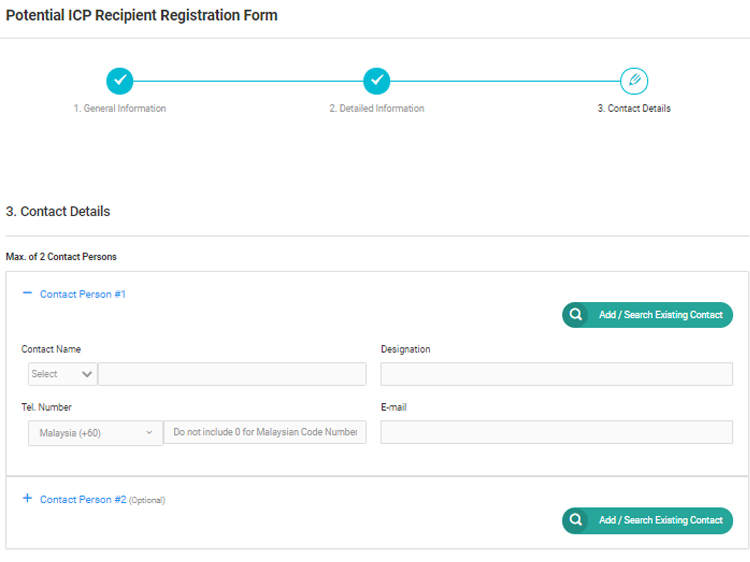 Potential ICP Recipient Registration Form
1. General Information
2. Detailed Information
3. Contact Details
3. Contact Details
Max. of 2 Contact Persons
Contact Person #1
Add / Search Existing Contact
Contact Name
Designation
Select
Tel. Number
E-mail
Malaysia (+60)
Do not include 0 for Malaysian Code Number
Contact Person #2 (Optional)
Add / Search Existing Contact